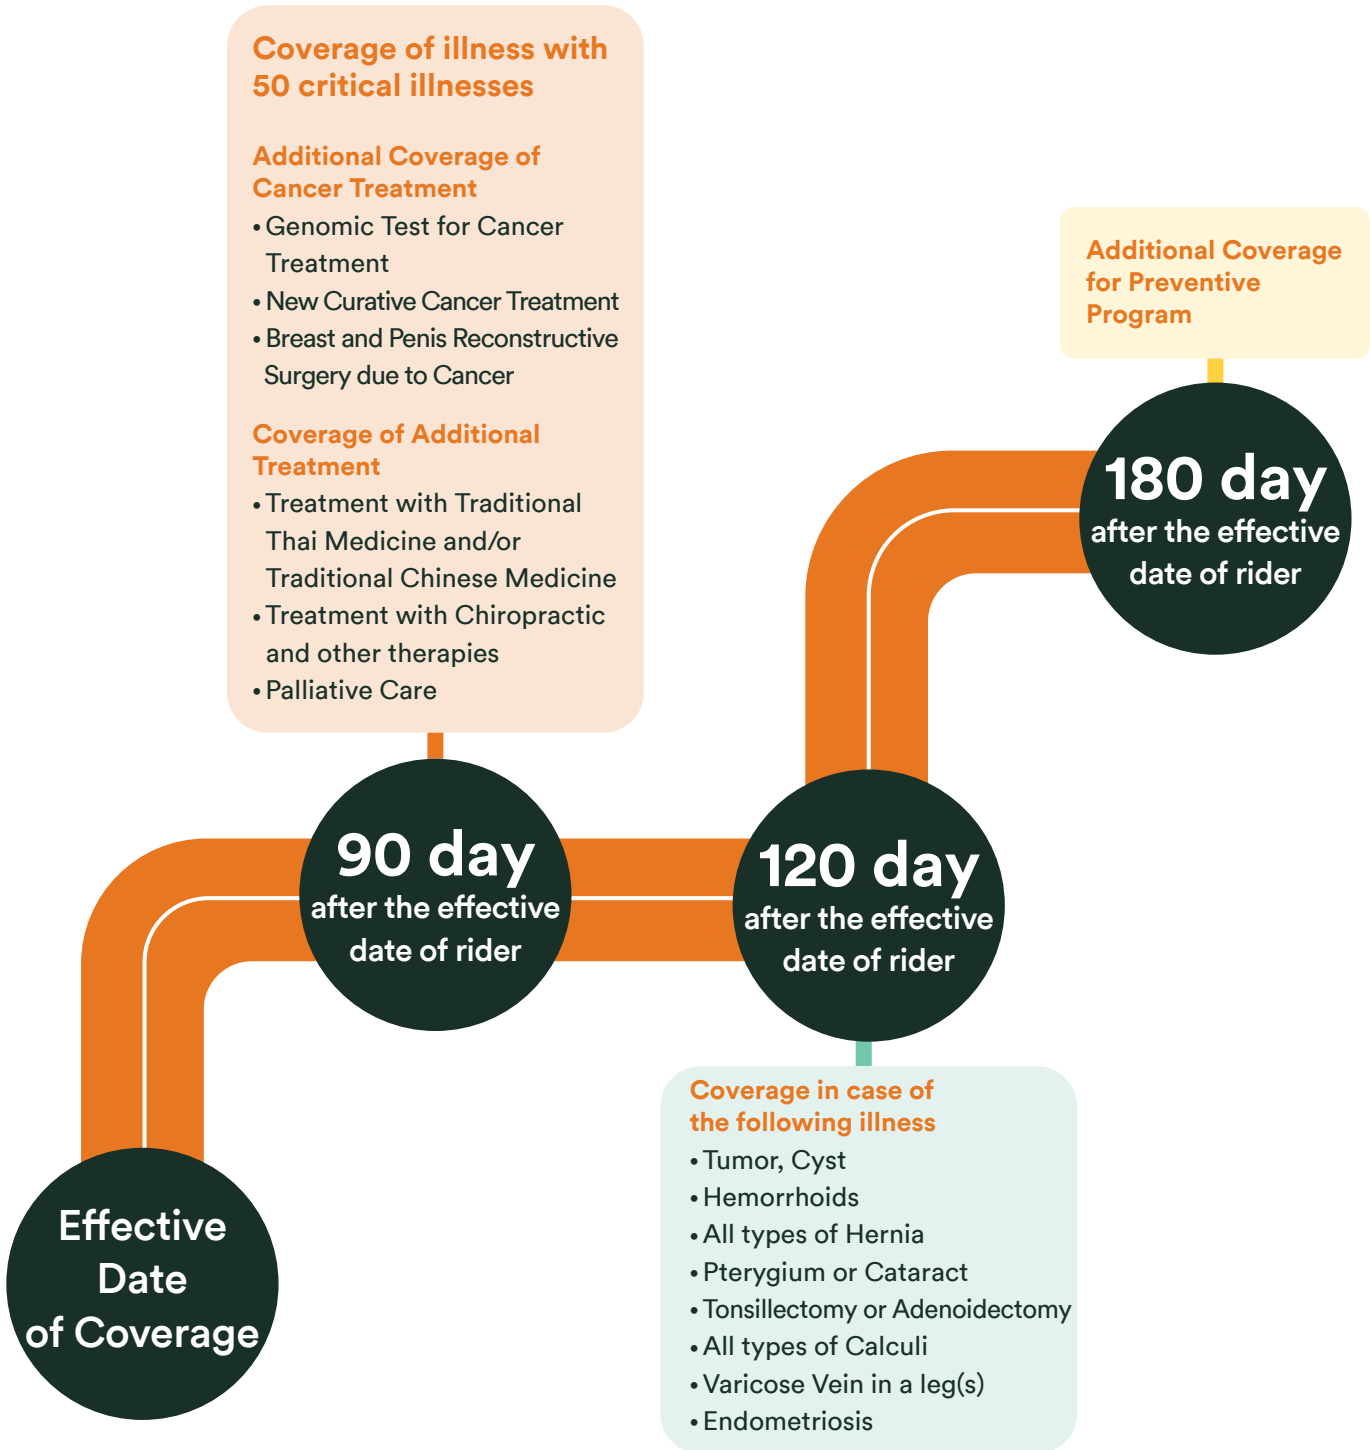 Coverage of illness with
50 critical illnesses
Additional Coverage of
Cancer Treatment
• Genomic Test for Cancer
Treatment
• New Curative Cancer Treatment
• Breast and Penis Reconstructive
Surgery due to Cancer
Coverage of Additional
Treatment
• Treatment with Traditional
Thai Medicine and/or
Traditional Chinese Medicine
• Treatment with Chiropractic
and other therapies
• Palliative Care
Additional Coverage
for Preventive
Program
180 day
after the effective
date of rider
90 day
after the effective
date of rider
120 day
after the effective
date of rider
Effective
Date
of Coverage
Coverage in case of
the following illness
• Tumor, Cyst
• Hemorrhoids
• All types of Hernia
• Pterygium or Cataract
• Tonsillectomy or Adenoidectomy
• All types of Calculi
• Varicose Vein in a leg(s)
• Endometriosis